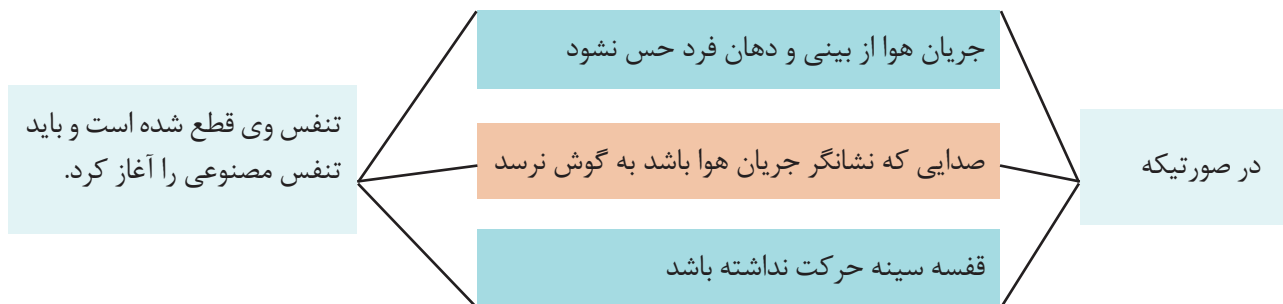 در صورتیکه
جریان هوا از بینی و دهان فرد حس نشود
صدایی که نشانگر جریان هوا باشد به گوش نرسد
قفسه سینه حرکت نداشته باشد
تنفس وی قطع شده است و باید
تنفس مصنوعی را آغاز کرد.